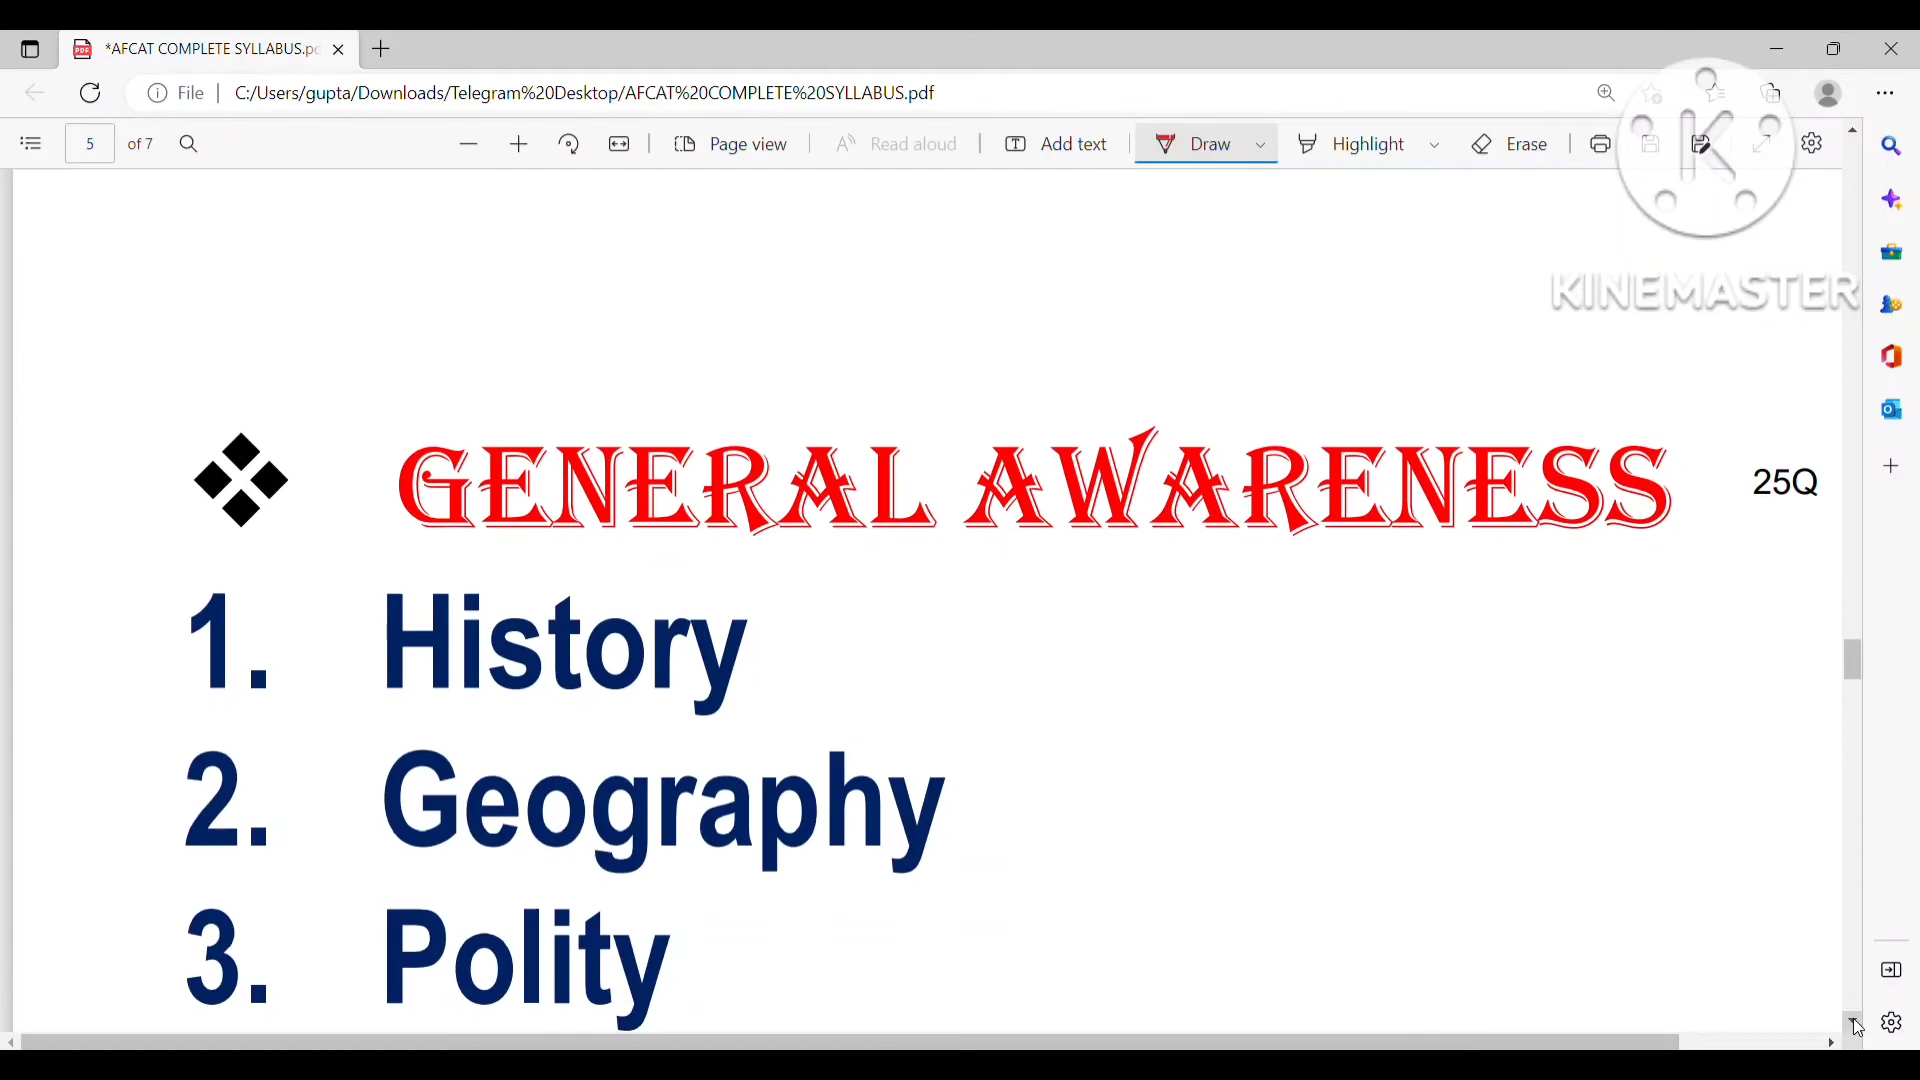 *AFCAT COMPLETE SYLLABUS.p
File
C:/Users/gupta/Downloads/Telegram%20Desktop/AFCAT%20COMPLETE%20SYLLABUS.pdf
5 of 7
Page view
Read aloud
Add text
Draw
Highlight
Erase
K
KINEMASTER
❖ GENERAL AWARENESS 25Q
1. History
2. Geography
3. Polity